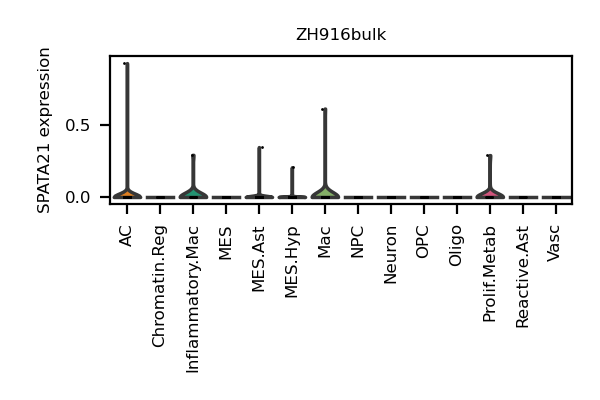 ZH916bulk
SPATA21 expression
0.5
0.0
AC
Chromatin.Reg
Inflammatory.Mac
MES
MES.Ast
MES.Hyp
Mac
NPC
Neuron
OPC
Oligo
Prolif.Metab
Reactive.Ast
Vasc